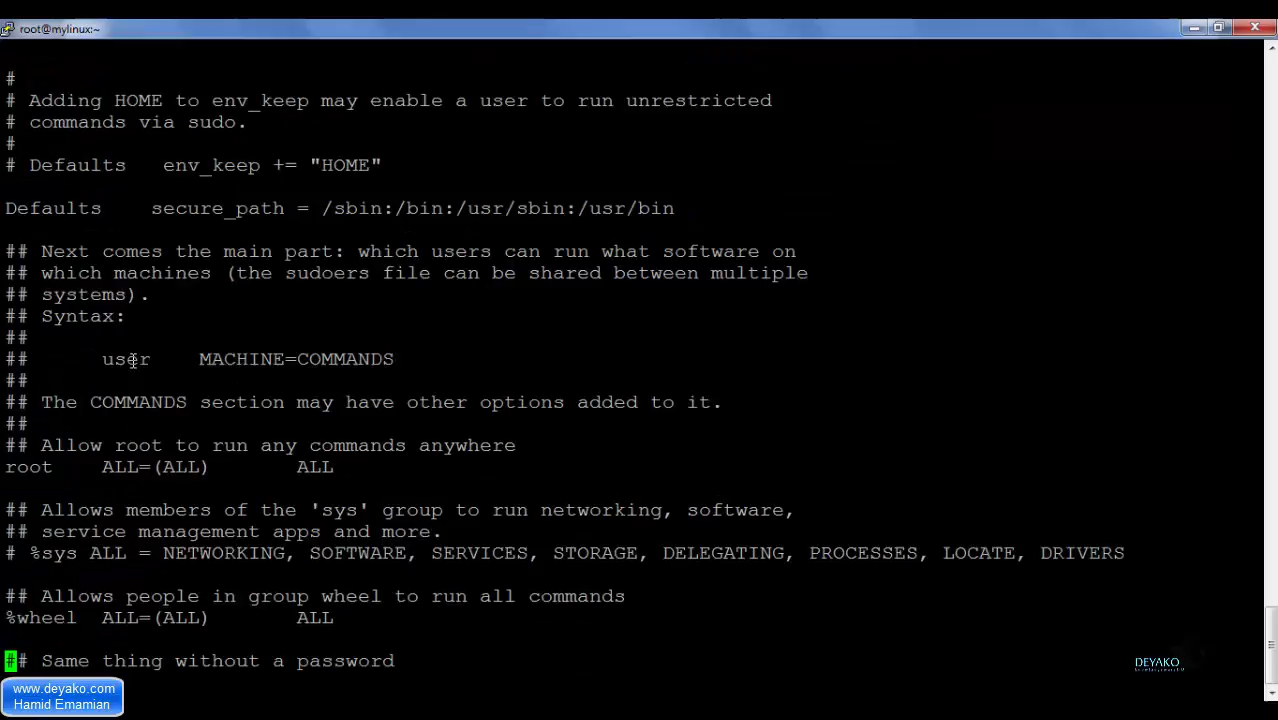 root@mylinux:~
#
# Adding HOME to env_keep may enable a user to run unrestricted
# commands via sudo.
#
# Defaults   env_keep += "HOME"
Defaults    secure_path = /sbin:/bin:/usr/sbin:/usr/bin
## Next comes the main part: which users can run what software on
## which machines (the sudoers file can be shared between multiple
## systems).
## Syntax:
##
##      user    MACHINE=COMMANDS
##
## The COMMANDS section may have other options added to it.
##
## Allow root to run any commands anywhere
root    ALL=(ALL)       ALL
## Allows members of the 'sys' group to run networking, software,
## service management apps and more.
# %sys ALL = NETWORKING, SOFTWARE, SERVICES, STORAGE, DELEGATING, PROCESSES, LOCATE, DRIVERS
## Allows people in group wheel to run all commands
%wheel  ALL=(ALL)       ALL
## Same thing without a password
DEYAKO
www.deyako.com
Hamid Emamian